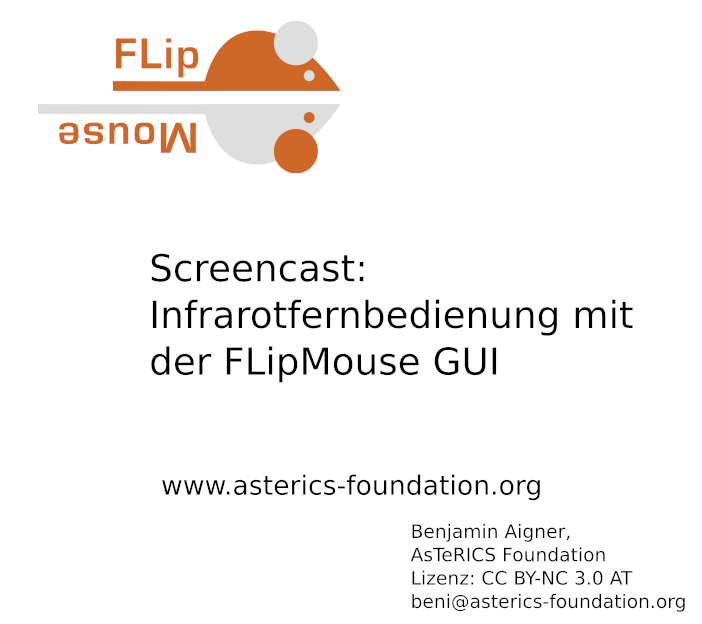 FLip
Mouse
Screencast:
Infrarotfernbedienung mit
der FLipMouse GUI
www.asterics-foundation.org
Benjamin Aigner,
AsTeRICS Foundation
Lizenz: CC BY-NC 3.0 AT
beni@asterics-foundation.org